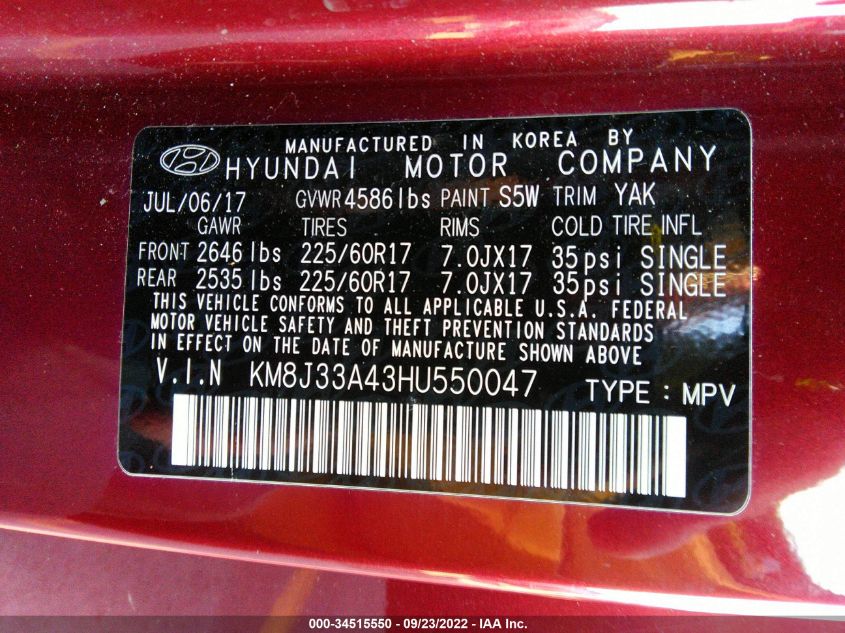 MANUFACTURED IN KOREA BY
HYUNDAI MOTOR COMPANY
JUL/06/17 GVWR 4586 lbs PAINT S5W TRIM YAK
GAWR TIRES RIMS COLD TIRE INFL
FRONT 2646 lbs 225/60R17 7.0JX17 35psi SINGLE
REAR 2535 lbs 225/60R17 7.0JX17 35psi SINGLE
THIS VEHICLE CONFORMS TO ALL APPLICABLE U.S.A. FEDERAL
MOTOR VEHICLE SAFETY AND THEFT PREVENTION STANDARDS
IN EFFECT ON THE DATE OF MANUFACTURE SHOWN ABOVE
V.I.N KM8J33A43HU550047 TYPE : MPV
000-34515550 - 09/23/2022 - IAA Inc.